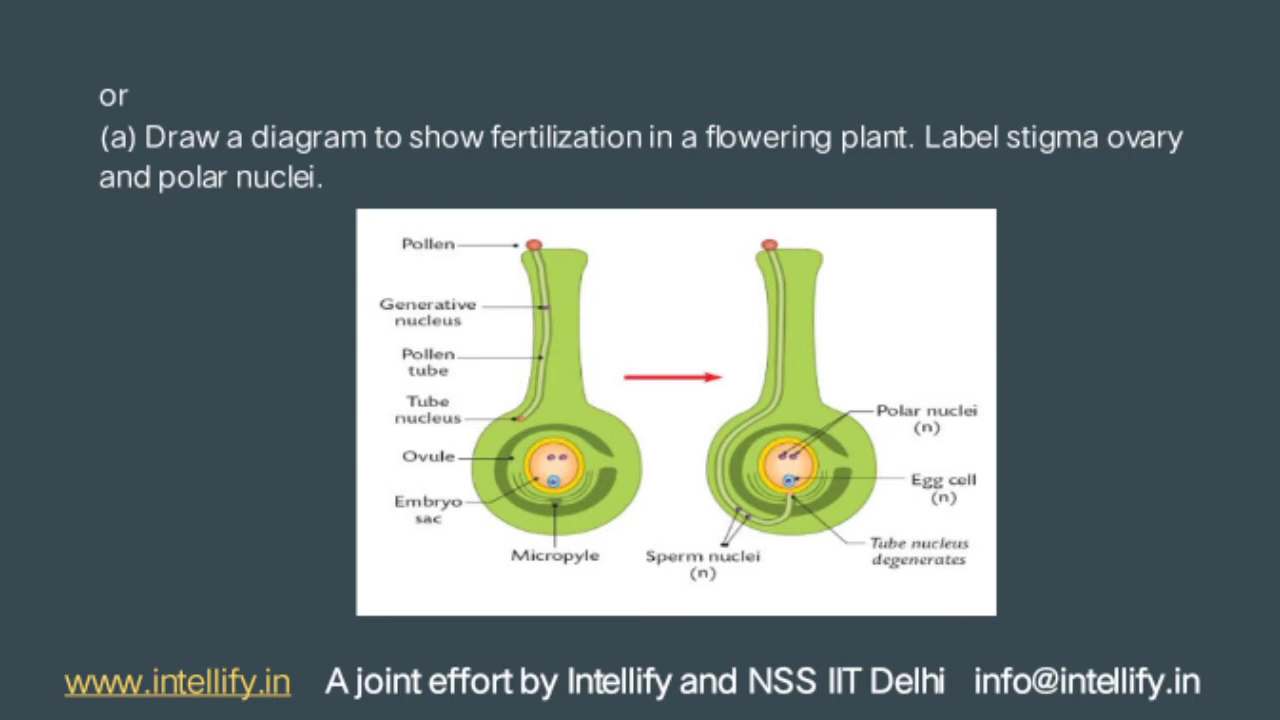 or
(a) Draw a diagram to show fertilization in a flowering plant. Label stigma ovary
and polar nuclei.
Pollen
Generative
nucleus
Pollen
tube
Tube
nucleus
Ovule
Embryo
sac
Micropyle
Sperm nuclei
(n)
Polar nuclei
(n)
Egg cell
(n)
Tube nucleus
degenerates
www.intellify.in A joint effort by Intellify and NSS IIT Delhi info@intellify.in